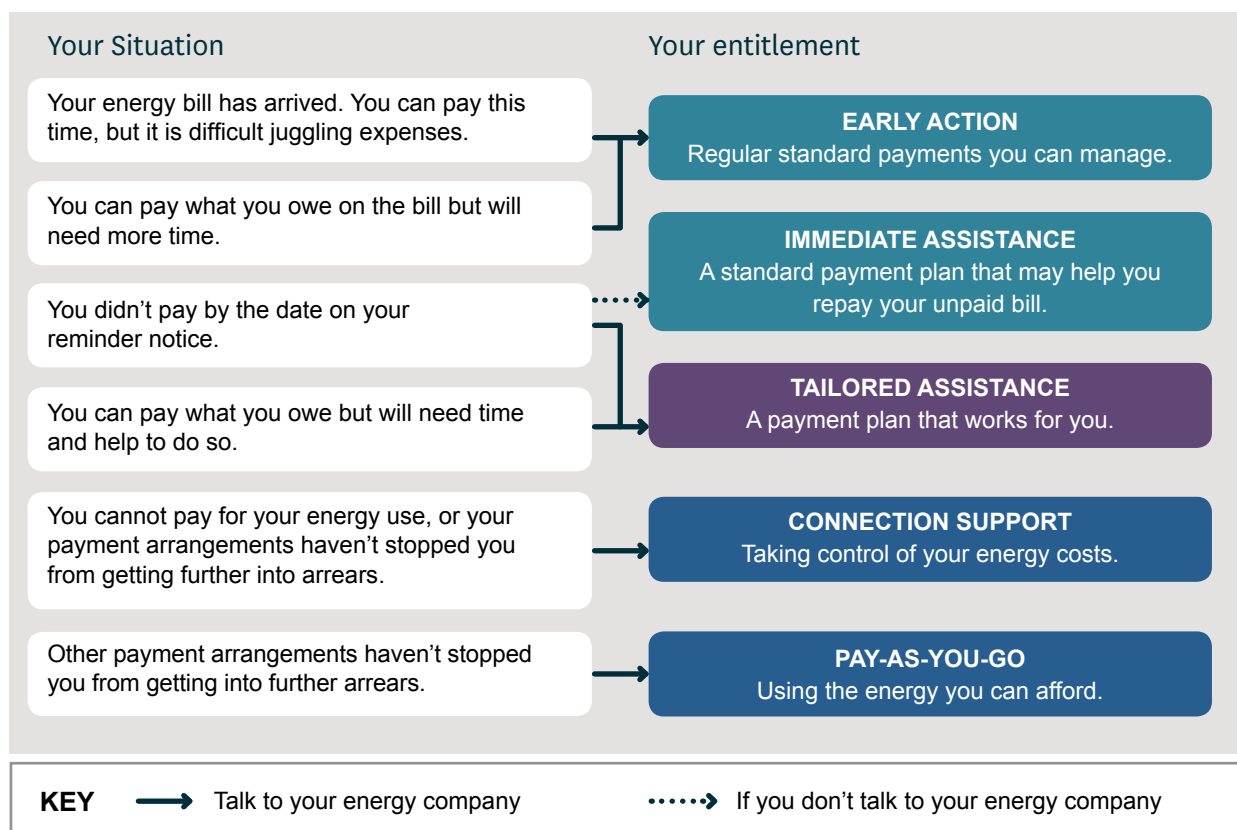 Your Situation
Your entitlement
Your energy bill has arrived. You can pay this
time, but it is difficult juggling expenses.
EARLY ACTION
Regular standard payments you can manage.
You can pay what you owe on the bill but will
need more time.
IMMEDIATE ASSISTANCE
A standard payment plan that may help you
repay your unpaid bill.
You didn’t pay by the date on your
reminder notice.
TAILORED ASSISTANCE
A payment plan that works for you.
You can pay what you owe but will need time
and help to do so.
You cannot pay for your energy use, or your
payment arrangements haven’t stopped you
from getting further into arrears.
CONNECTION SUPPORT
Taking control of your energy costs.
Other payment arrangements haven’t stopped
you from getting into further arrears.
PAY-AS-YOU-GO
Using the energy you can afford.
KEY
Talk to your energy company
If you don’t talk to your energy company